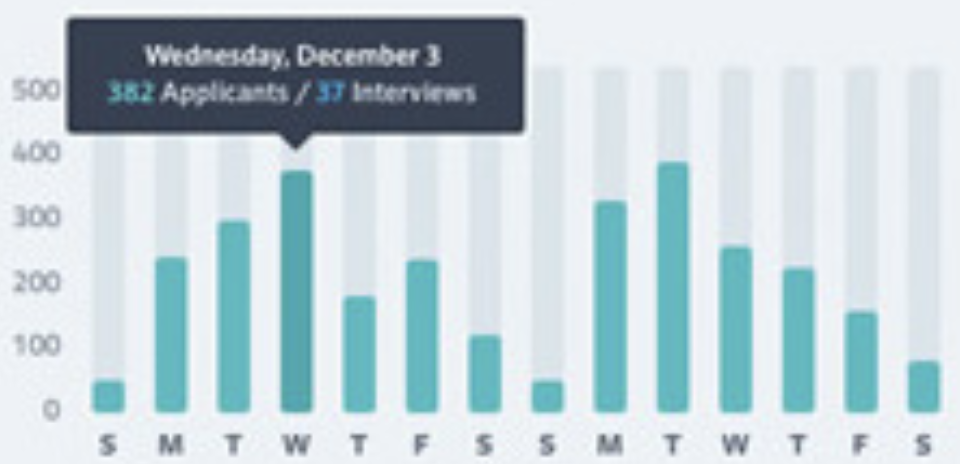 Wednesday, December 3
382 Applicants / 37 Interviews
500
400
300
200
100
0
S M T W T F S S M T W T F S